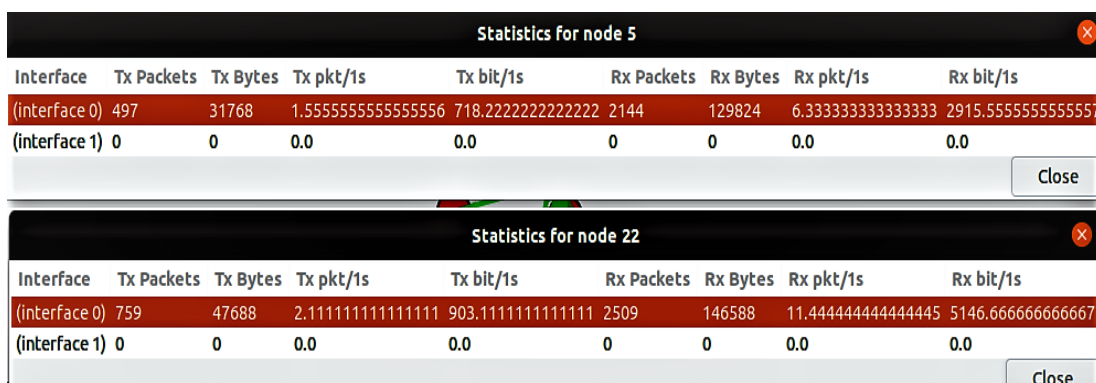 Statistics for node 5
Interface Tx Packets Tx Bytes Tx pkt/1s Tx bit/1s Rx Packets Rx Bytes Rx pkt/1s Rx bit/1s
(interface 0) 497 31768 1.5555555555555556 718.2222222222222 2144 129824 6.333333333333333 2915.5555555555557
(interface 1) 0 0 0.0 0.0 0 0 0.0 0.0
Close
Statistics for node 22
Interface Tx Packets Tx Bytes Tx pkt/1s Tx bit/1s Rx Packets Rx Bytes Rx pkt/1s Rx bit/1s
(interface 0) 759 47688 2.111111111111111 903.1111111111111 2509 146588 11.444444444444445 5146.666666666667
(interface 1) 0 0 0.0 0.0 0 0 0.0 0.0
Close